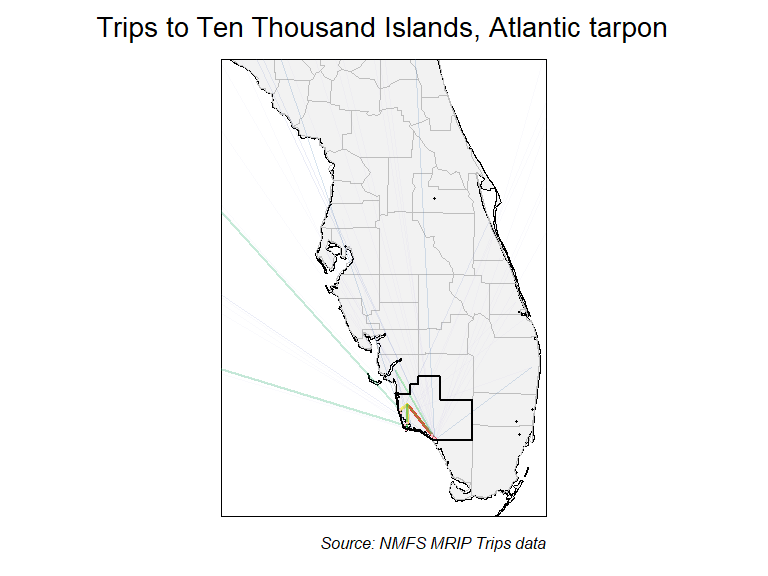 Trips to Ten Thousand Islands, Atlantic tarpon
Source: NMFS MRIP Trips data